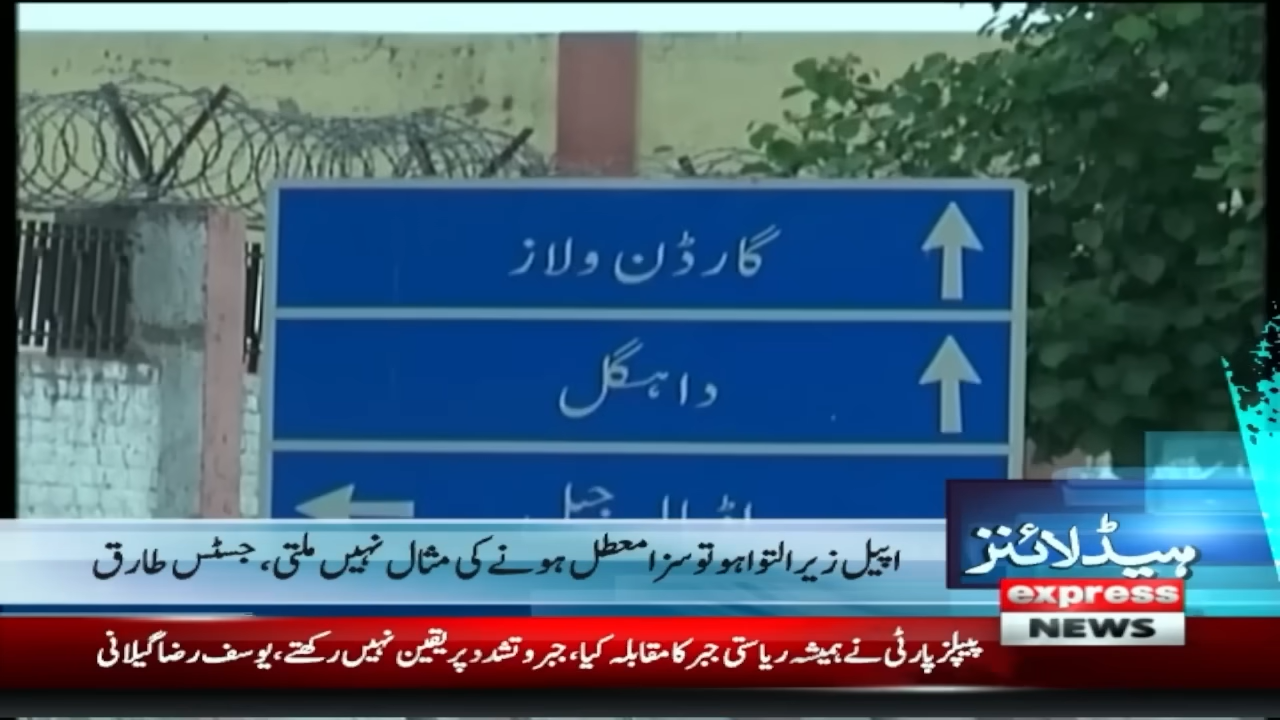 گارڈن ولاز
داہگل
جیل
ہیڈلائنز
اپیل زیر التوا ہو تو سزا معطل ہونے کی مثال نہیں ملتی، جسٹس طارق
express
NEWS
پیپلز پارٹی نے ہمیشہ ریاستی جبر کا مقابلہ کیا، جبر و تشدد پر یقین نہیں رکھتے، یوسف رضا گیلانی